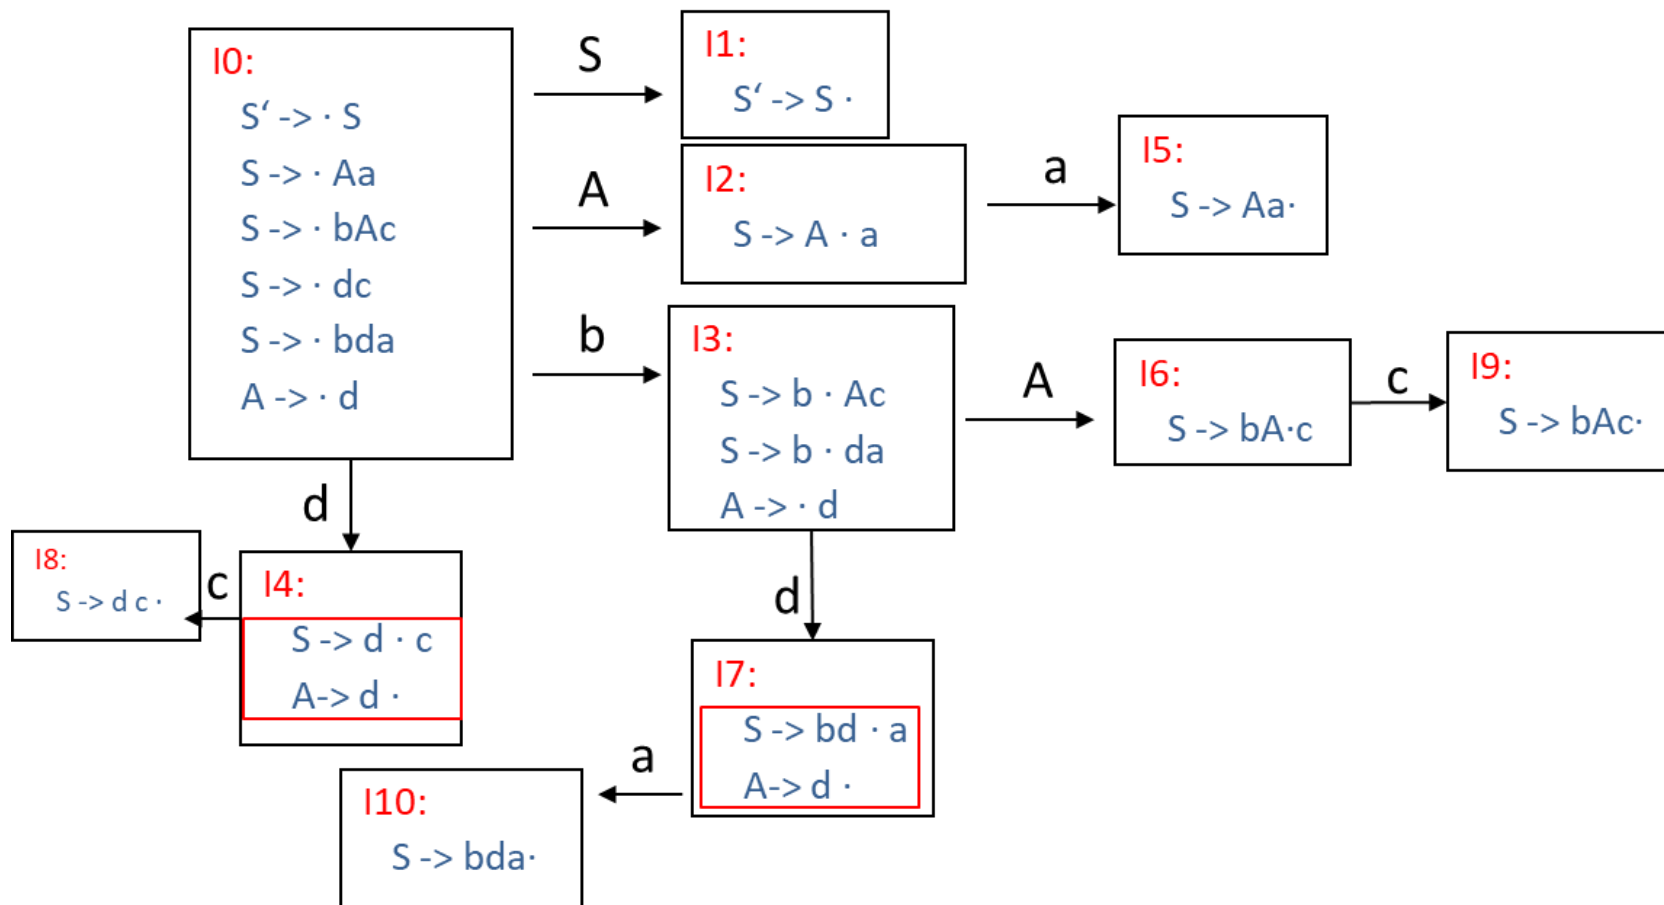 I0:
S‘ -> · S
S -> · Aa
S -> · bAc
S -> · dc
S -> · bda
A -> · d
S
I1:
S‘ -> S ·
A
I2:
S -> A · a
a
I5:
S -> Aa·
b
I3:
S -> b · Ac
S -> b · da
A -> · d
A
I6:
S -> bA·c
c
I9:
S -> bAc·
d
I8:
S -> d c ·
c
I4:
S -> d · c
A-> d ·
d
I7:
S -> bd · a
A-> d ·
a
I10:
S -> bda·